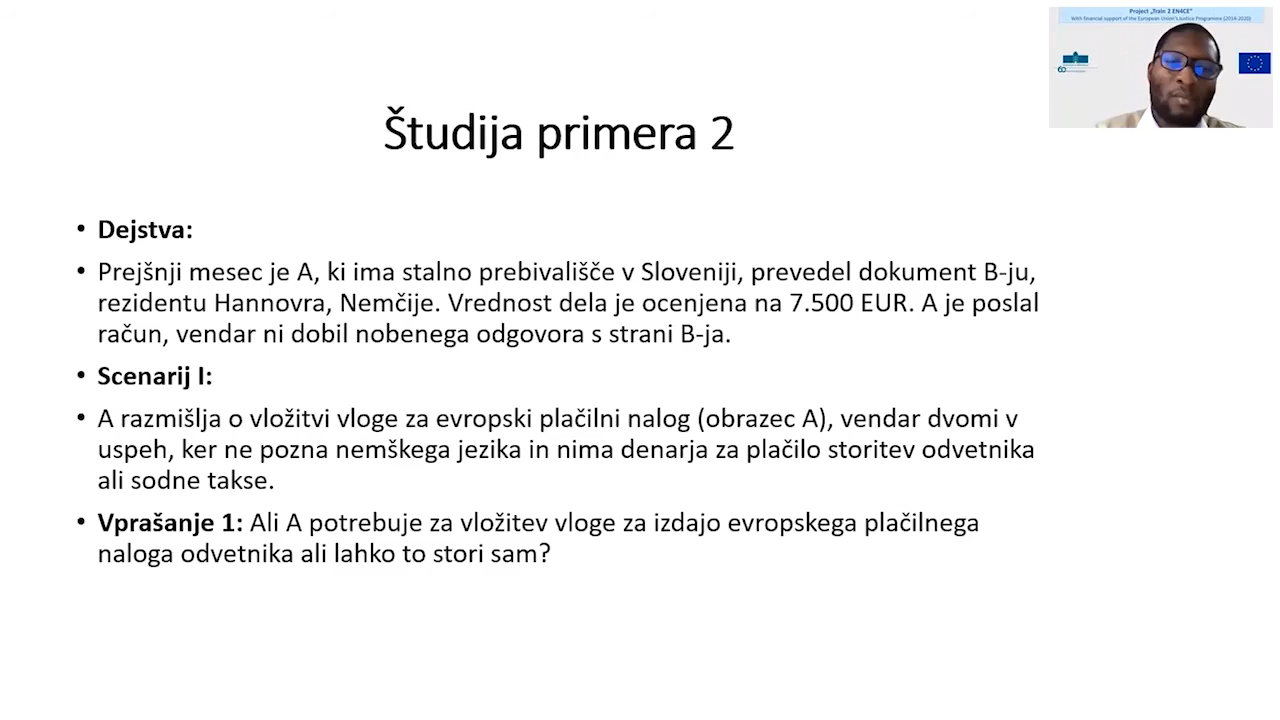 Project „Train 2 EN4CE"
With financial support of the European Union's Justice Programme (2014-2020)
60
Študija primera 2
• Dejstva:
• Prejšnji mesec je A, ki ima stalno prebivališče v Sloveniji, prevedel dokument B-ju,
rezidentu Hannovra, Nemčije. Vrednost dela je ocenjena na 7.500 EUR. A je poslal
račun, vendar ni dobil nobenega odgovora s strani B-ja.
• Scenarij I:
• A razmišlja o vložitvi vloge za evropski plačilni nalog (obrazec A), vendar dvomi v
uspeh, ker ne pozna nemškega jezika in nima denarja za plačilo storitev odvetnika
ali sodne takse.
• Vprašanje 1: Ali A potrebuje za vložitev vloge za izdajo evropskega plačilnega
naloga odvetnika ali lahko to stori sam?